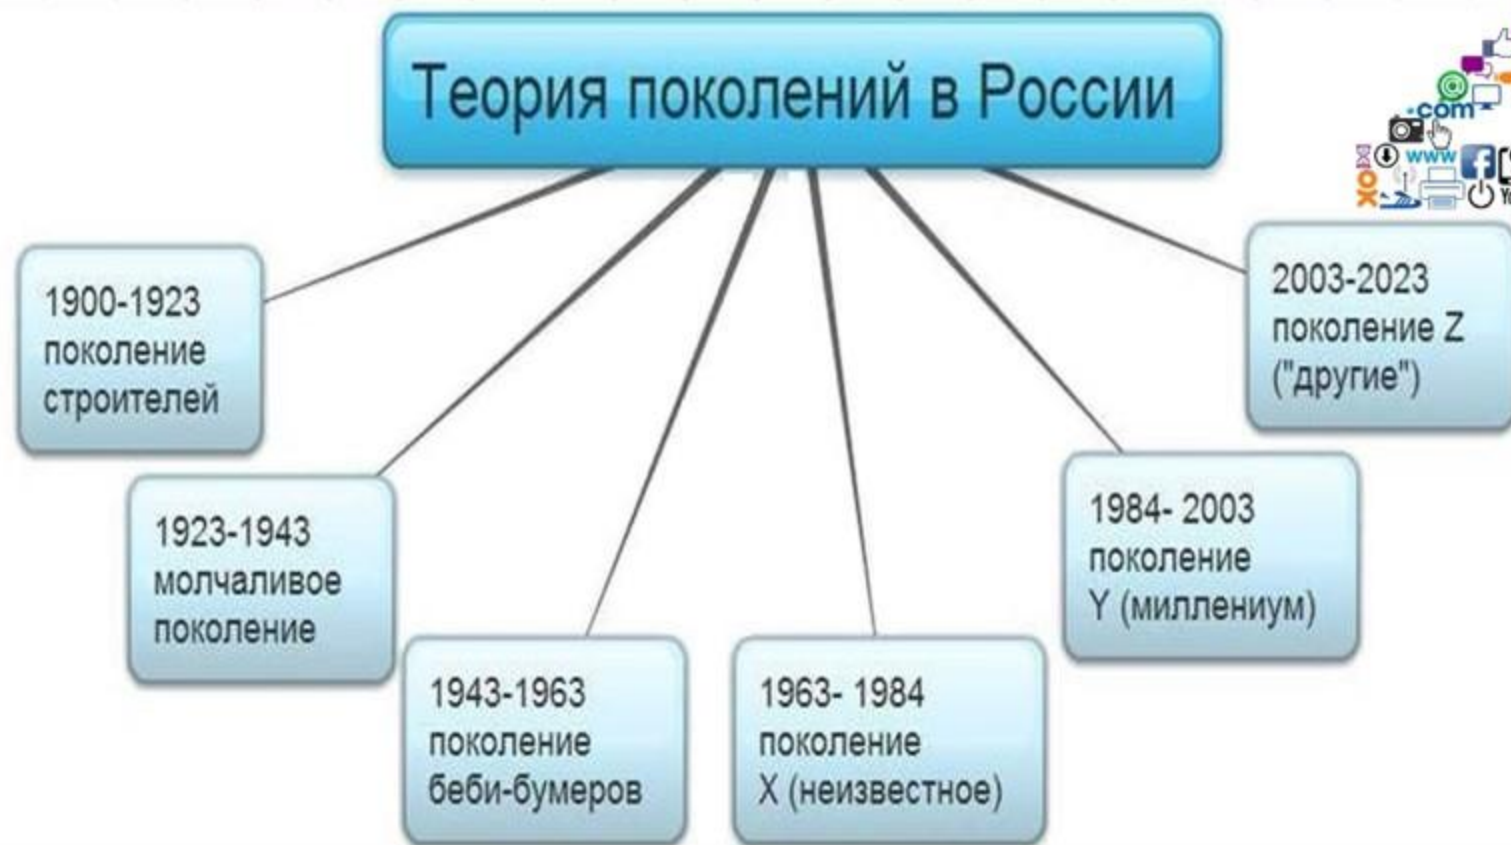 Теория поколений в России
.com
www
1900-1923
поколение
строителей
1923-1943
молчаливое
поколение
1943-1963
поколение
беби-бумеров
1963- 1984
поколение
X (неизвестное)
1984- 2003
поколение
Y (миллениум)
2003-2023
поколение Z
("другие")